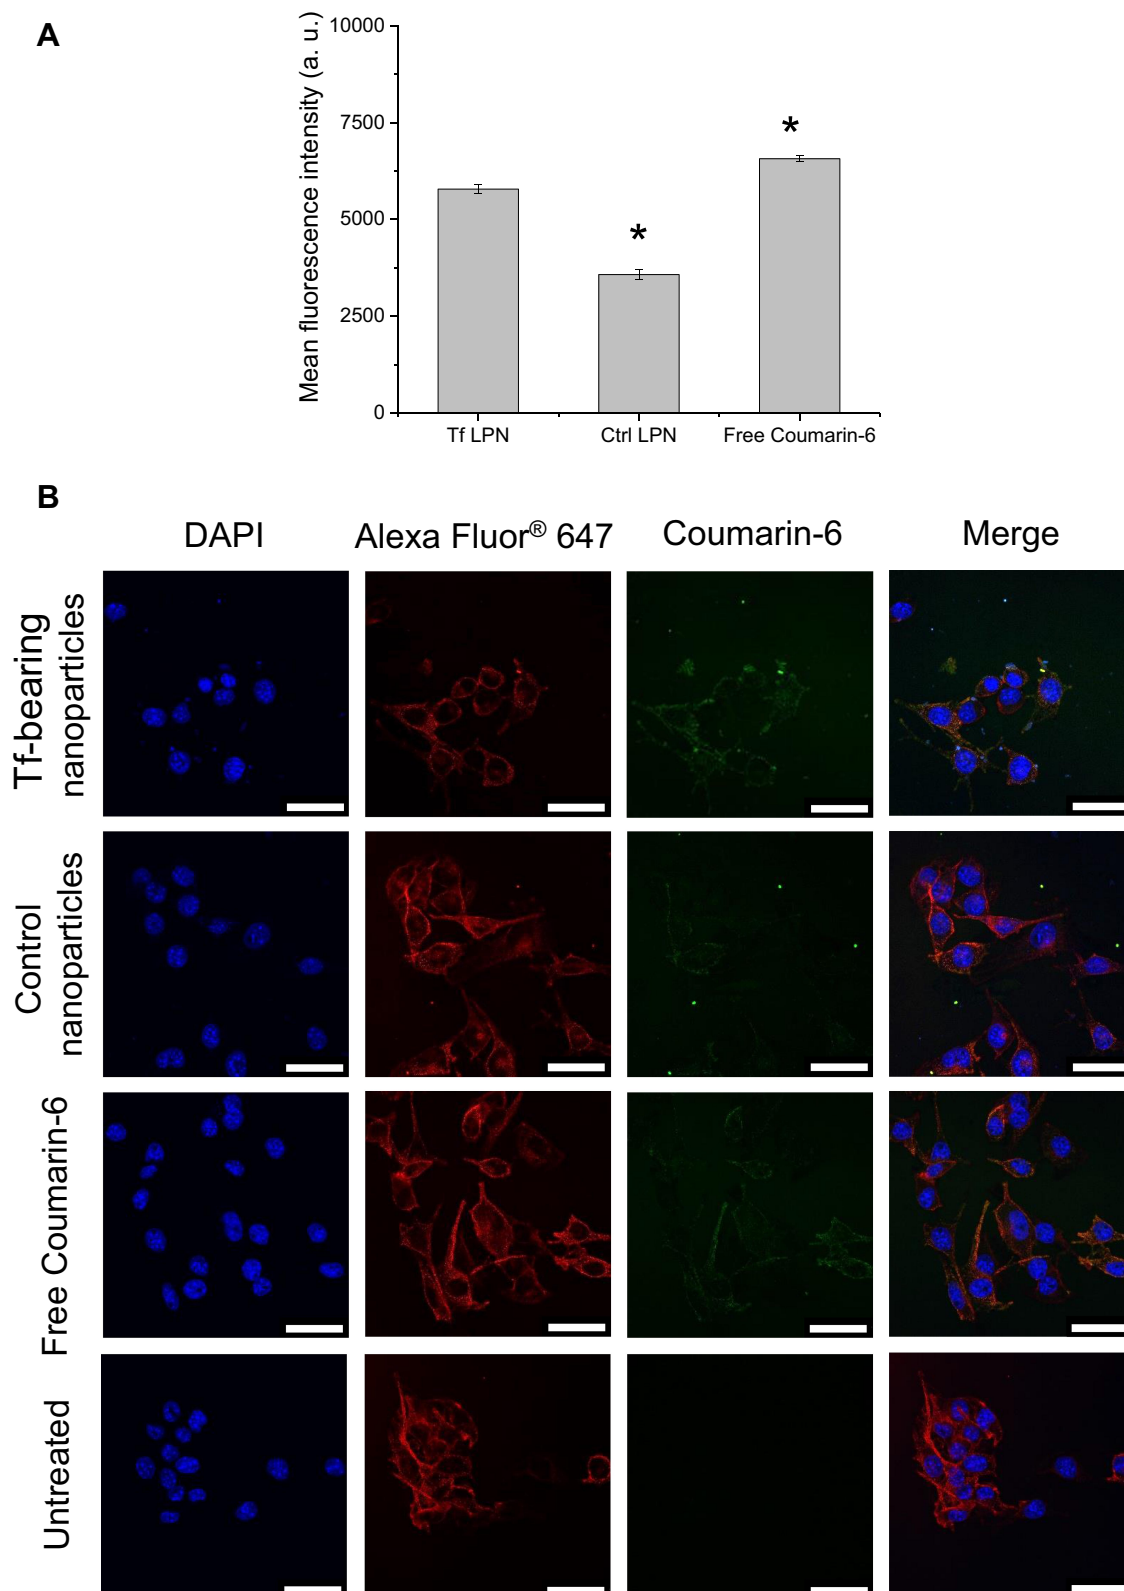 A
Mean fluorescence intensity (a. u.)
10000
7500
5000
2500
0
*
*
Tf LPN
Ctrl LPN
Free Coumarin-6
B
DAPI
Alexa Fluor® 647
Coumarin-6
Merge
Tf-bearing
nanoparticles
Control
nanoparticles
Free Coumarin-6
Untreated